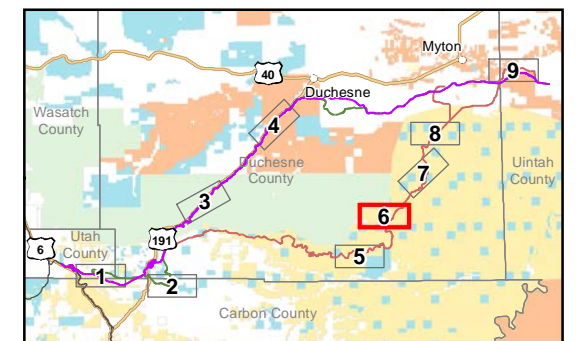 Myton
40
9
Duchesne
Wasatch
County
4
8
Duchesne
County
7
Uintah
County
3
6
191
Utah
County
6
5
1
2
Carbon County